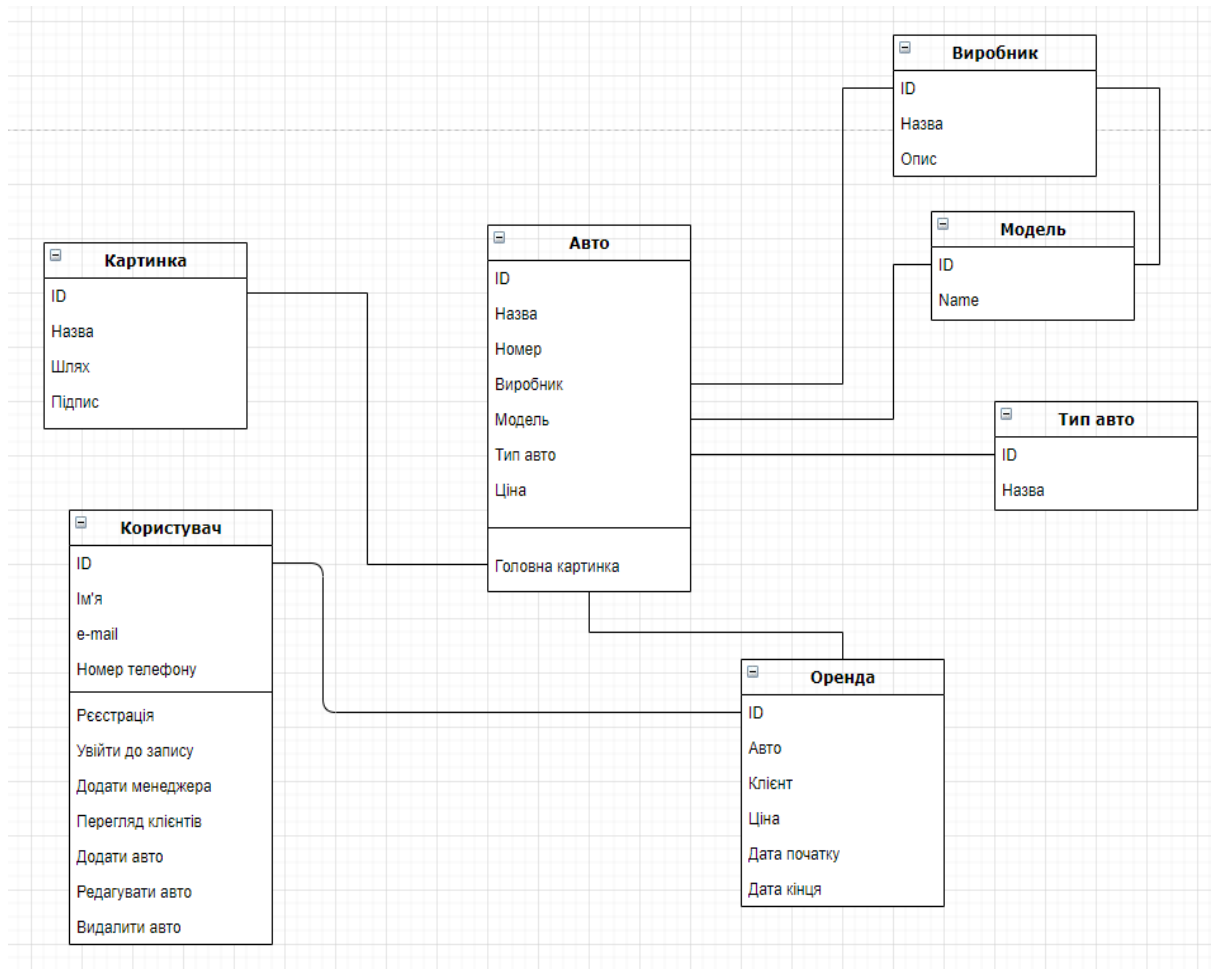 Виробник
ID
Назва
Опис
Модель
ID
Name
Тип авто
ID
Назва
Авто
ID
Назва
Номер
Виробник
Модель
Тип авто
Ціна
Головна картинка
Картинка
ID
Назва
Шлях
Підпис
Користувач
ID
Ім'я
e-mail
Номер телефону
Рєєстрація
Увійти до запису
Додати менеджера
Перегляд клієнтів
Додати авто
Редагувати авто
Видалити авто
Оренда
ID
Авто
Клієнт
Ціна
Дата початку
Дата кінця